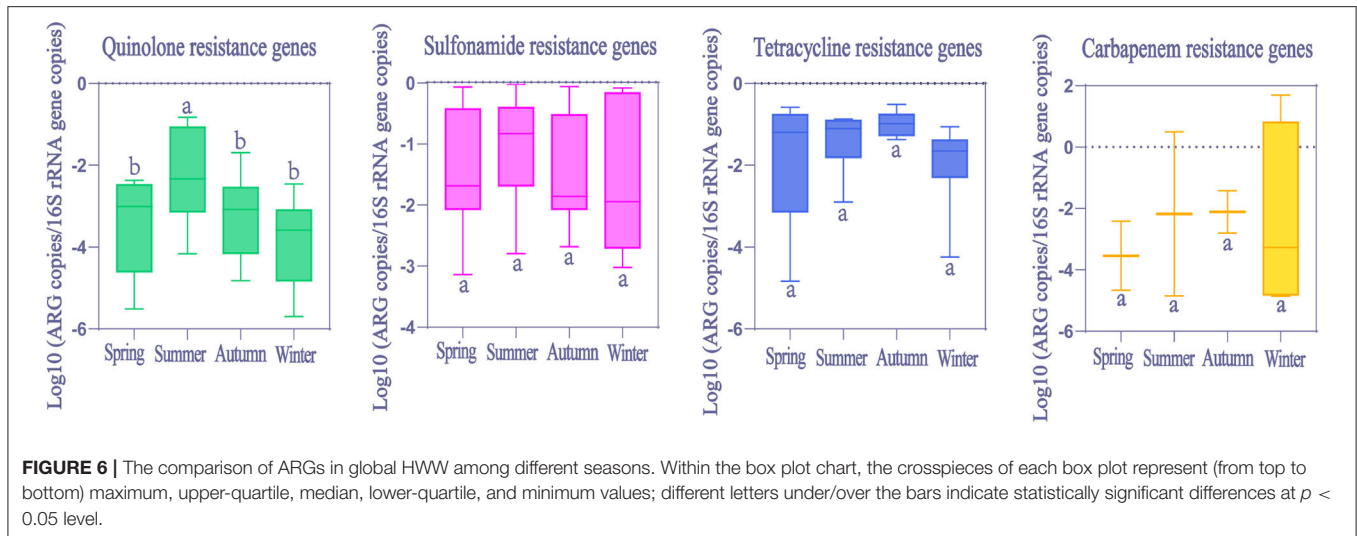 Quinolone resistance genes
Log10 (ARG copies/16S rRNA gene copies)
0
-2
-4
-6
b
a
b
b
Spring
Summer
Autumn
Winter
Sulfonamide resistance genes
Log10 (ARG copies/16S rRNA gene copies)
0
-1
-2
-3
-4
a
a
a
a
Spring
Summer
Autumn
Winter
Tetracycline resistance genes
Log10 (ARG copies/16S rRNA gene copies)
0
-2
-4
-6
a
a
a
a
Spring
Summer
Autumn
Winter
Carbapenem resistance genes
Log10 (ARG copies/16S rRNA gene copies)
2
0
-2
-4
-6
a
a
a
a
Spring
Summer
Autumn
Winter
FIGURE 6 | The comparison of ARGs in global HWW among different seasons. Within the box plot chart, the crosspieces of each box plot represent (from top to
bottom) maximum, upper-quartile, median, lower-quartile, and minimum values; different letters under/over the bars indicate statistically significant differences at p <
0.05 level.